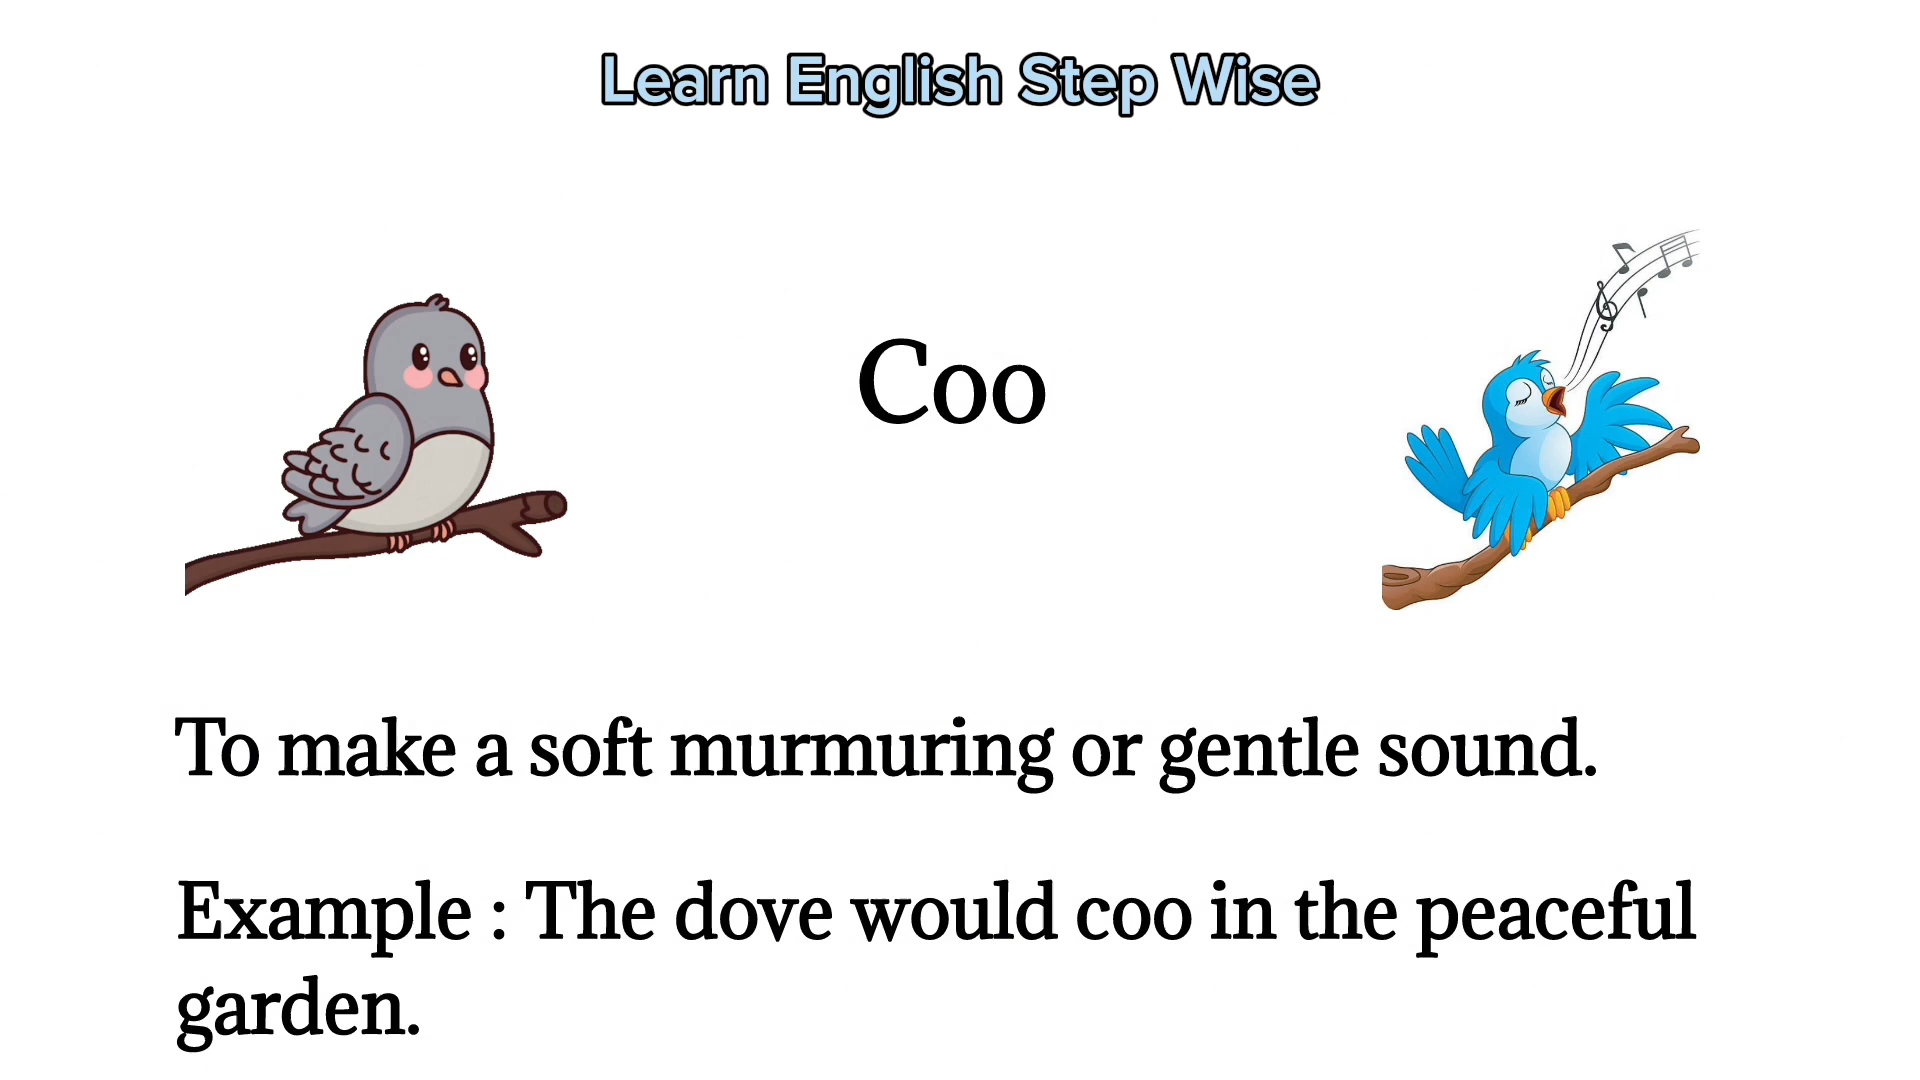 Learn English Step Wise
Coo
To make a soft murmuring or gentle sound.
Example : The dove would coo in the peaceful
garden.